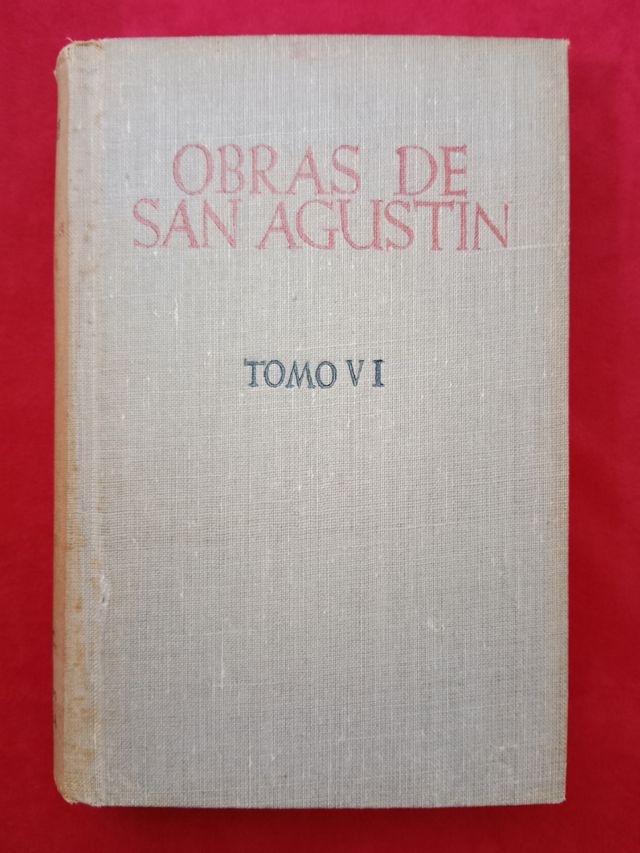 OBRAS DE
SAN AGUSTIN
TOMO VI